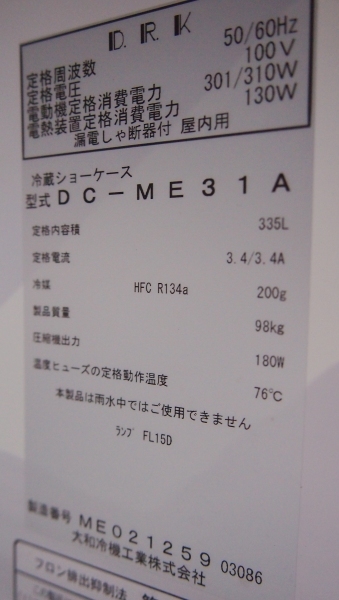 D.R.K
定格周波数 50/60Hz
定格電圧 100V
電動機定格消費電力 301/310W
電熱装置定格消費電力 130W
漏電しゃ断器付 屋内用
冷蔵ショーケース
型式 DC-ME31A
定格内容積 335L
定格電流 3.4/3.4A
冷媒 HFC R134a 200g
製品質量 98kg
圧縮機出力 180W
温度ヒューズの定格動作温度 76℃
本製品は雨水中ではご使用できません
ﾗﾝﾌﾟ FL15D
製造番号 ME021259 03086
大和冷機工業株式会社
フロン排出抑制法